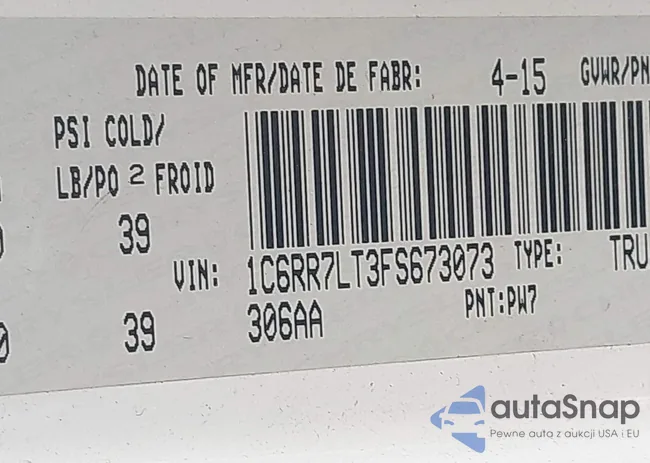 DATE OF MFR/DATE DE FABR: 4-15 GVWR/PN
PSI COLD/
LB/PO 2 FROID
39
VIN: 1C6RR7LT3FS673073 TYPE: TRU
PNT:PW7
39 306AA
autaSnap
Pewne auta z aukcji USA i EU